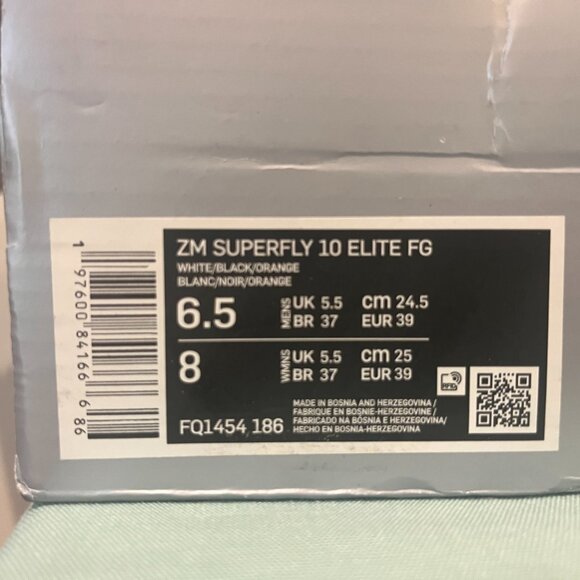 ZM SUPERFLY 10 ELITE FG
WHITE/BLACK/ORANGE
BLANC/NOIR/ORANGE
6.5 MENS UK 5.5 cm 24.5
BR 37 EUR 39
8 WMNS UK 5.5 cm 25
BR 37 EUR 39
MADE IN BOSNIA AND HERZEGOVINA /
FABRIQUE EN BOSNIE-HERZEGOVINE /
FABRICADO NA BÓSNIA E HERZEGOVINA/
HECHO EN BOSNIA-HERZEGOVINA
FQ1454 186
1 97600 84166 6 86